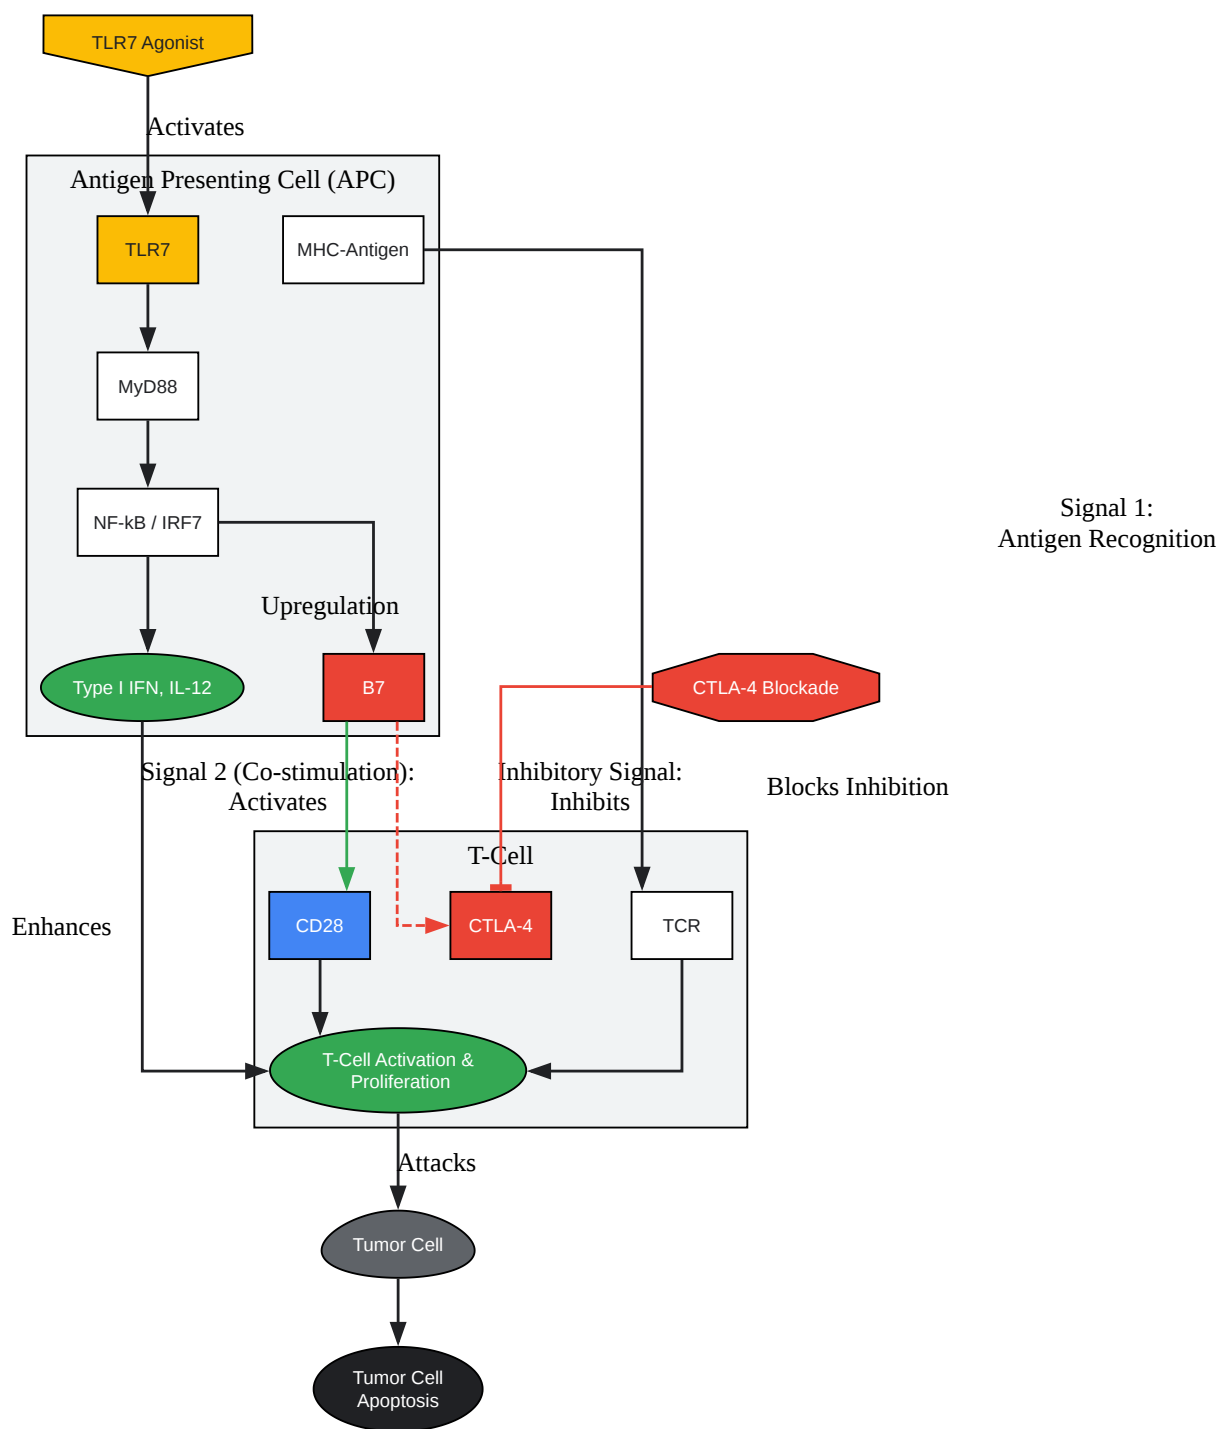 TLR7 Agonist
Activates
Antigen Presenting Cell (APC)
TLR7
MHC-Antigen
MyD88
NF-kB / IRF7
Signal 1:
Antigen Recognition
Upregulation
Type I IFN, IL-12
B7
CTLA-4 Blockade
Signal 2 (Co-stimulation):
Activates
Inhibitory Signal:
Inhibits
Blocks Inhibition
T-Cell
Enhances
CD28
CTLA-4
TCR
T-Cell Activation &
Proliferation
Attacks
Tumor Cell
Tumor Cell
Apoptosis